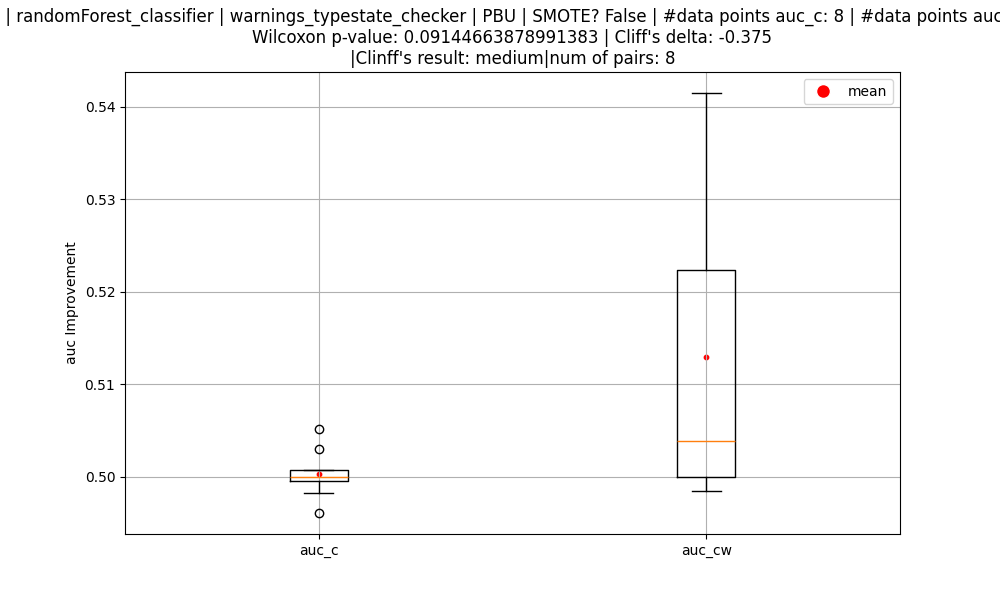 | randomForest_classifier | warnings_typestate_checker | PBU | SMOTE? False | #data points auc_c: 8 | #data points
Wilcoxon p-value: 0.09144663878991383 | Cliff's delta: -0.375
|Clinff's result: medium|num of pairs: 8
mean
0.54
0.53
0.52
0.51
0.50
auc Improvement
auc_c
auc_cw